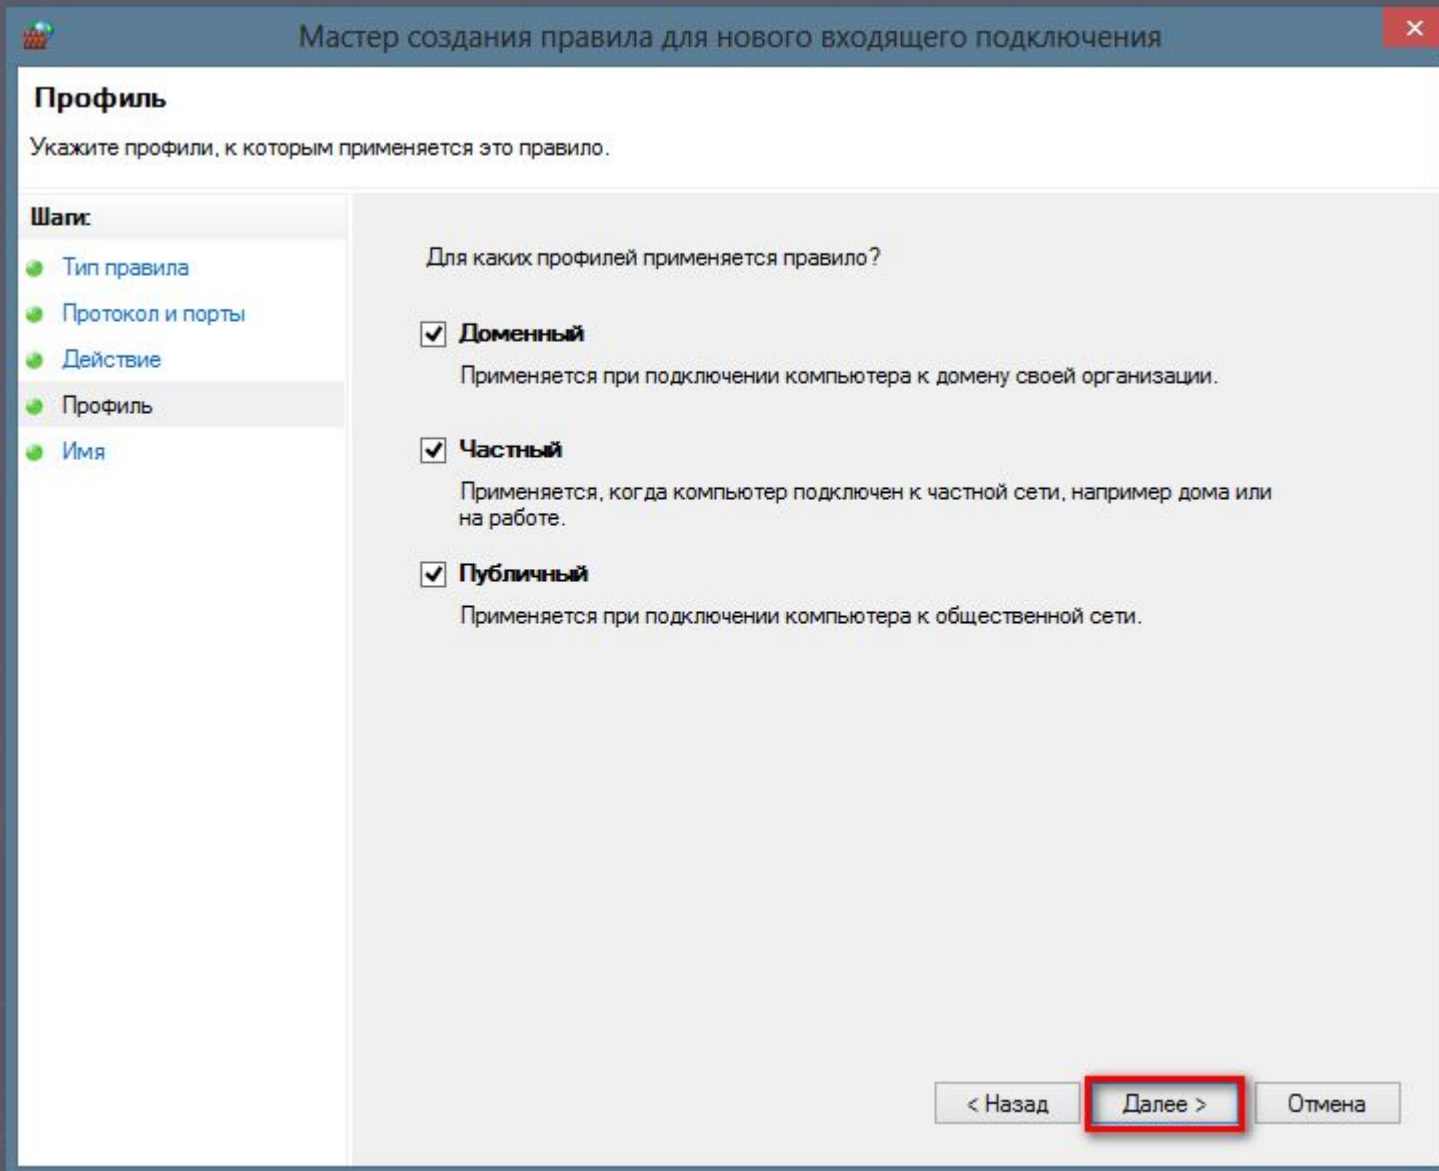 Мастер создания правила для нового входящего подключения
Профиль
Укажите профили, к которым применяется это правило.
Шаги:
Тип правила
Протокол и порты
Действие
Профиль
Имя
Для каких профилей применяется правило?
Доменный
Применяется при подключении компьютера к домену своей организации.
Частный
Применяется, когда компьютер подключен к частной сети, например дома или
на работе.
Публичный
Применяется при подключении компьютера к общественной сети.
< Назад
Далее >
Отмена